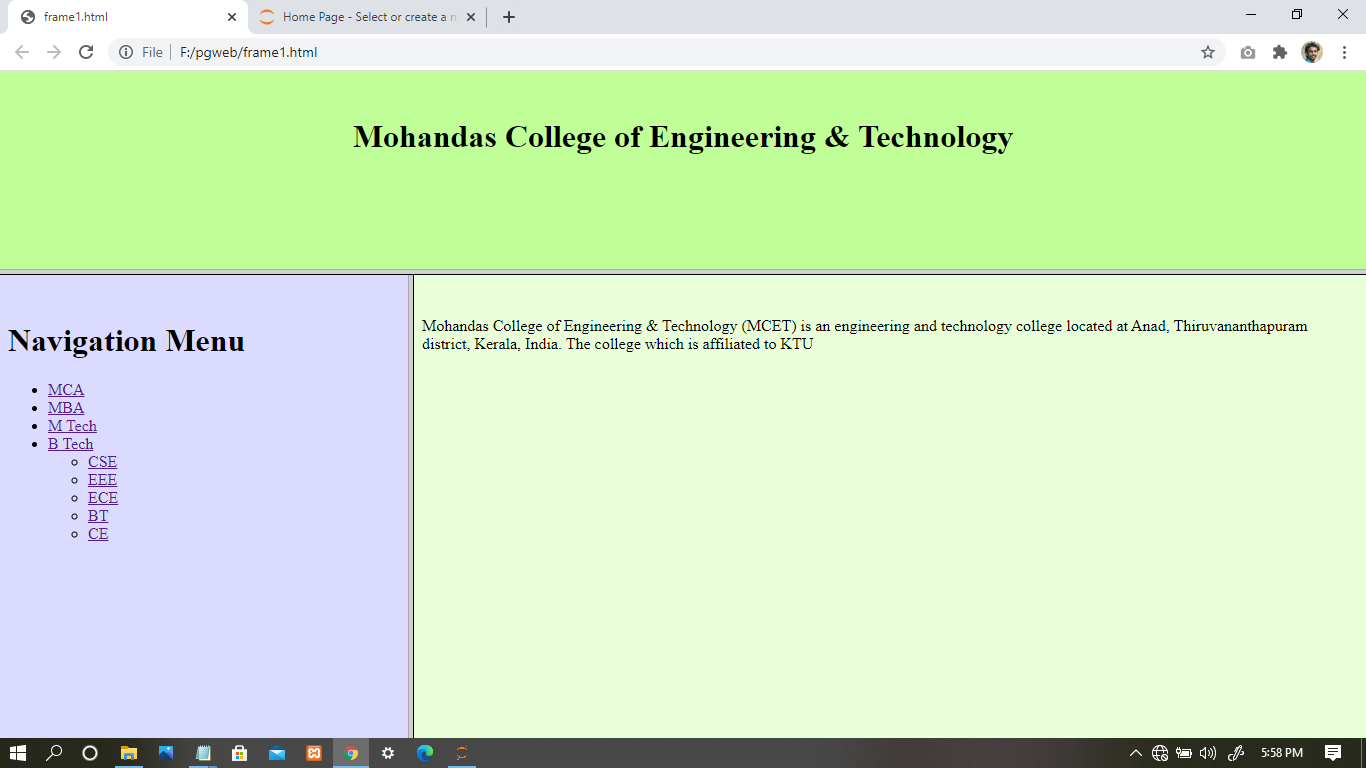 frame1.html
Home Page - Select or create a n
File
F:/pgweb/frame1.html
Mohandas College of Engineering & Technology
Navigation Menu
MCA
MBA
M Tech
B Tech
CSE
EEE
ECE
BT
CE
Mohandas College of Engineering & Technology (MCET) is an engineering and technology college located at Anad, Thiruvananthapuram
district, Kerala, India. The college which is affiliated to KTU
5:58 PM